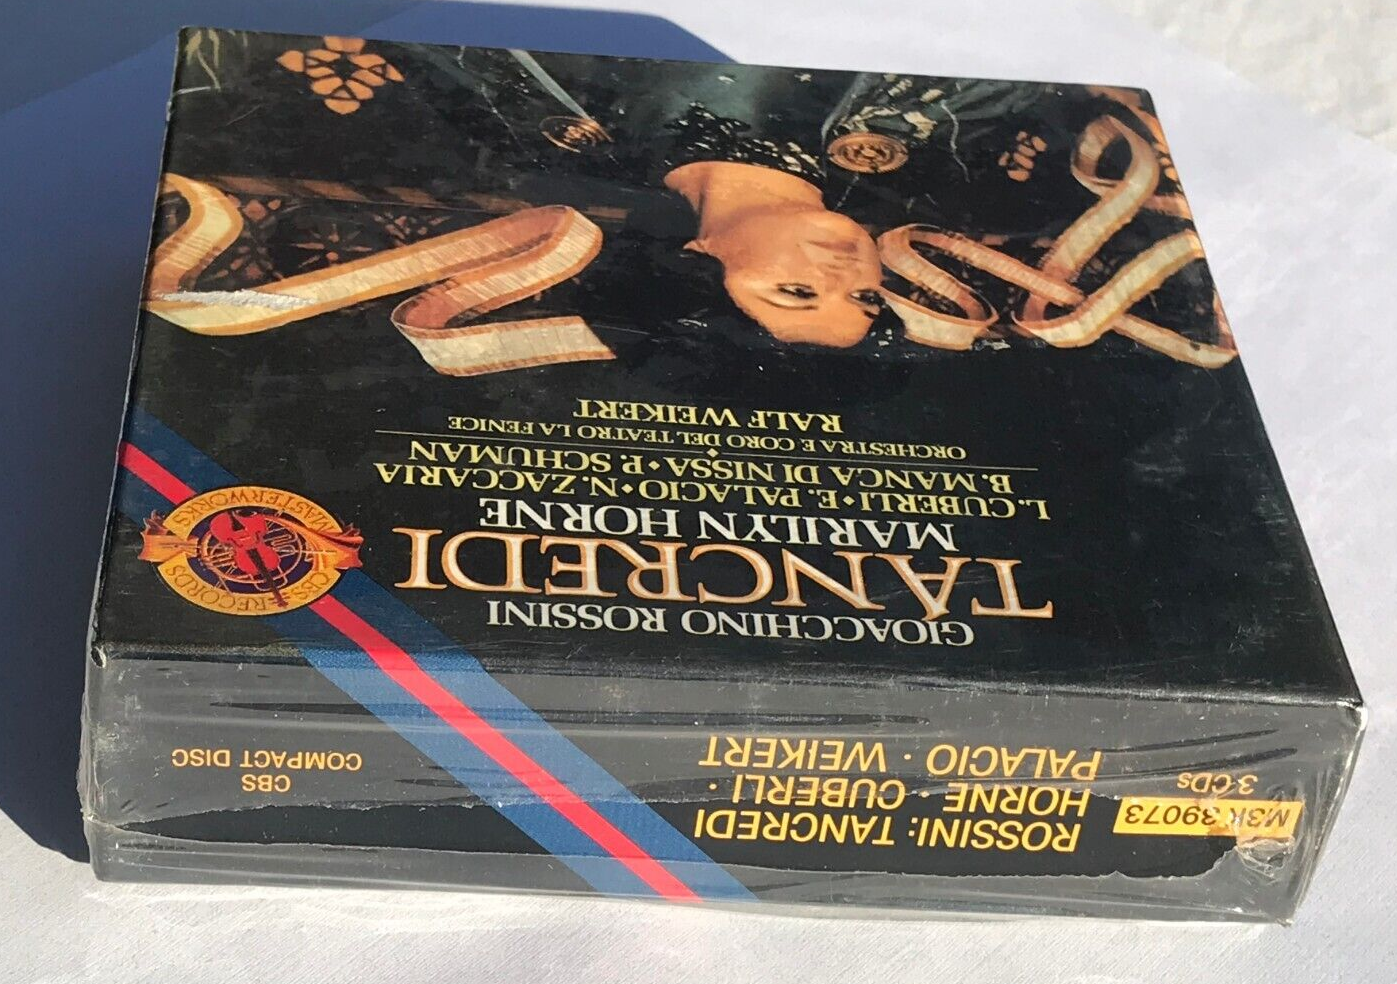 GIOACCHINO ROSSINI
TANCREDI
MARILYN HORNE
L.CUBERLI•E. PALACIO•N. ZACCARIA
B. MANCA DI NISSA•P. SCHUMAN
ORCHESTRA E CORO DEL TEATRO LA FENICE
RALF WEIKERT
CBS RECORDS
MASTERWORKS
M3K 39073
3-CDs
ROSSINI: TANCREDI
HORNE · CUBERLI ·
PALACIO · WEIKERT
CBS
COMPACT DISC